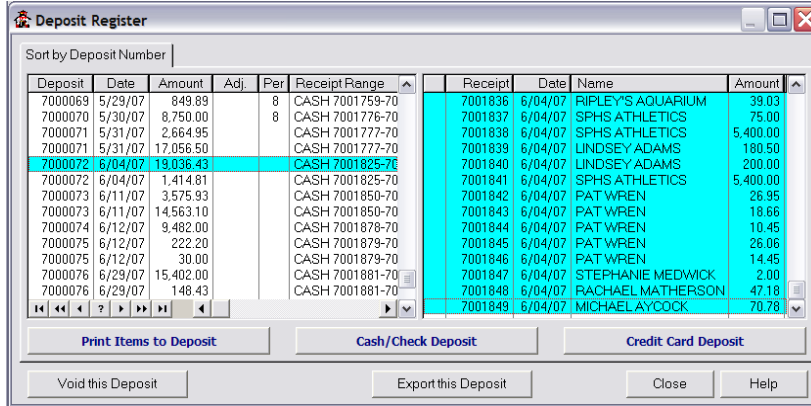 Deposit Register
Sort by Deposit Number
Deposit Date Amount Adj. Per Receipt Range
7000069 5/29/07 849.89 8 CASH 7001759-70
7000070 5/30/07 8,750.00 8 CASH 7001776-70
7000071 5/31/07 2,664.95 CASH 7001777-70
7000071 5/31/07 17,056.50 CASH 7001777-70
7000072 6/04/07 19,036.43 CASH 7001825-70
7000072 6/04/07 1,414.81 CASH 7001825-70
7000073 6/11/07 3,575.93 CASH 7001850-70
7000073 6/11/07 14,563.10 CASH 7001850-70
7000074 6/12/07 9,482.00 CASH 7001878-70
7000075 6/12/07 222.20 CASH 7001879-70
7000075 6/12/07 30.00 CASH 7001879-70
7000076 6/29/07 15,402.00 CASH 7001881-70
7000076 6/29/07 148.43 CASH 7001881-70
?
Receipt Date Name Amount
7001836 6/04/07 RIPLEY'S AQUARIUM 39.03
7001837 6/04/07 SPHS ATHLETICS 75.00
7001838 6/04/07 SPHS ATHLETICS 5,400.00
7001839 6/04/07 LINDSEY ADAMS 180.50
7001840 6/04/07 LINDSEY ADAMS 200.00
7001841 6/04/07 SPHS ATHLETICS 5,400.00
7001842 6/04/07 PAT WREN 26.95
7001843 6/04/07 PAT WREN 18.66
7001844 6/04/07 PAT WREN 10.45
7001845 6/04/07 PAT WREN 26.06
7001846 6/04/07 PAT WREN 14.45
7001847 6/04/07 STEPHANIE MEDWICK 2.00
7001848 6/04/07 RACHAEL MATHERSON 47.18
7001849 6/04/07 MICHAEL AYCOCK 70.78
Print Items to Deposit Cash/Check Deposit Credit Card Deposit
Void this Deposit Export this Deposit Close Help